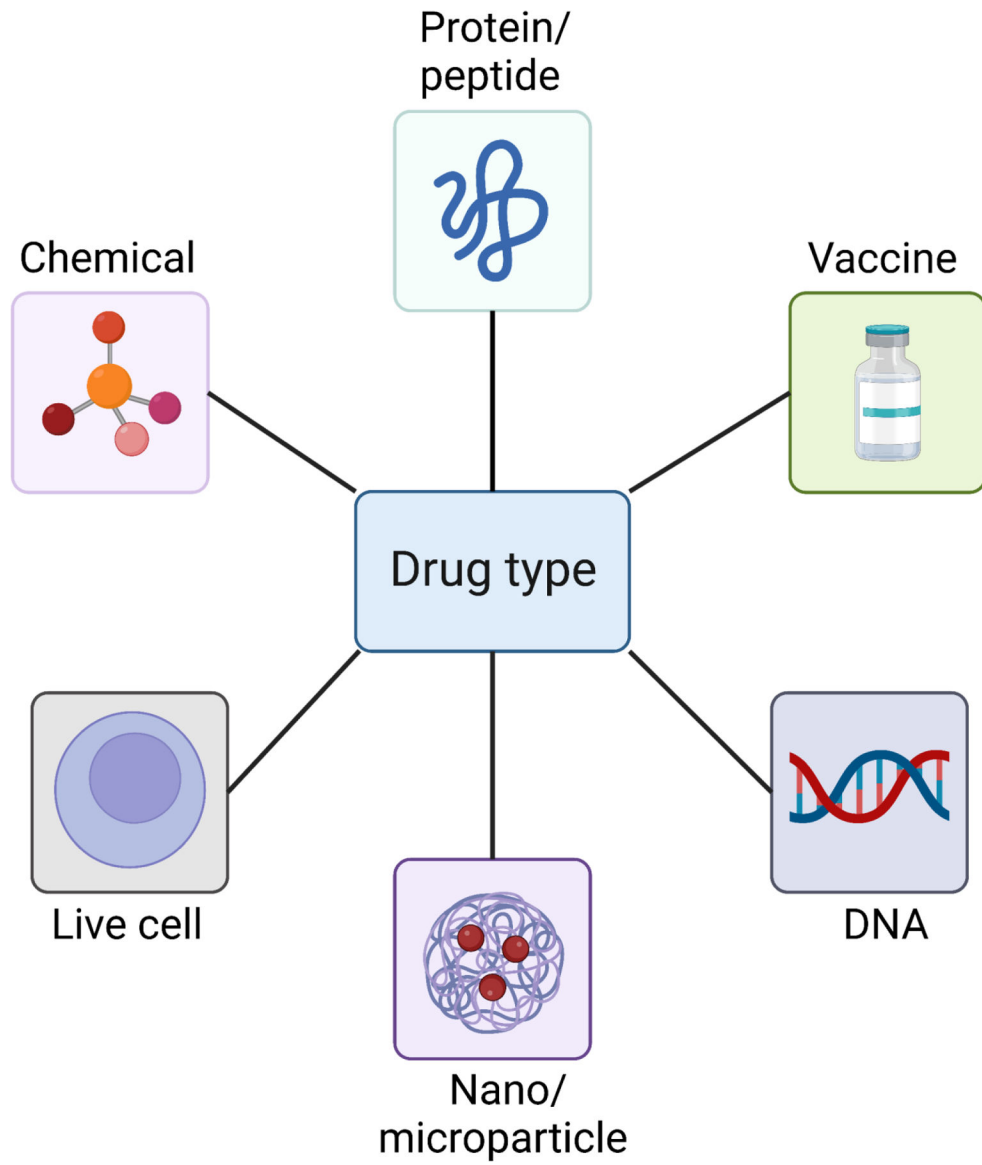 Protein/
peptide
Chemical
Vaccine
Drug type
Live cell
DNA
Nano/
microparticle